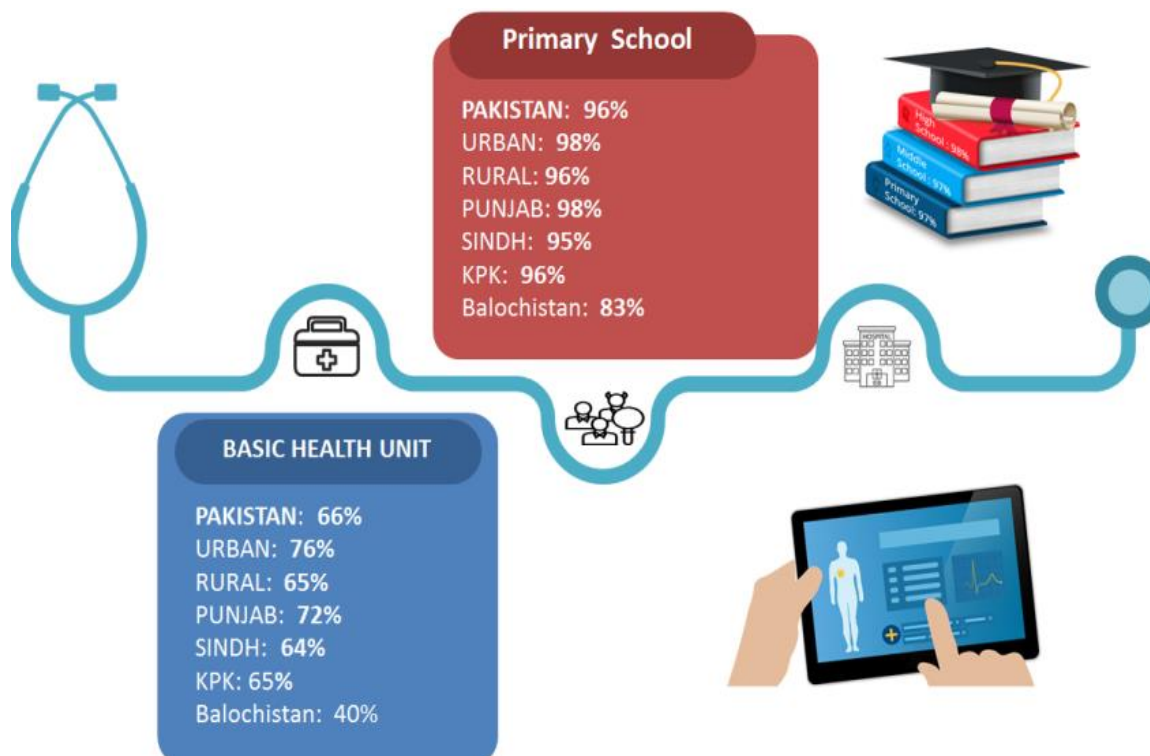 Primary School
PAKISTAN: 96%
URBAN: 98%
RURAL: 96%
PUNJAB: 98%
SINDH: 95%
KPK: 96%
Balochistan: 83%
High
School : 98%
Middle
School : 97%
Primary
School: 97%
HOSPITAL
BASIC HEALTH UNIT
PAKISTAN: 66%
URBAN: 76%
RURAL: 65%
PUNJAB: 72%
SINDH: 64%
KPK: 65%
Balochistan: 40%